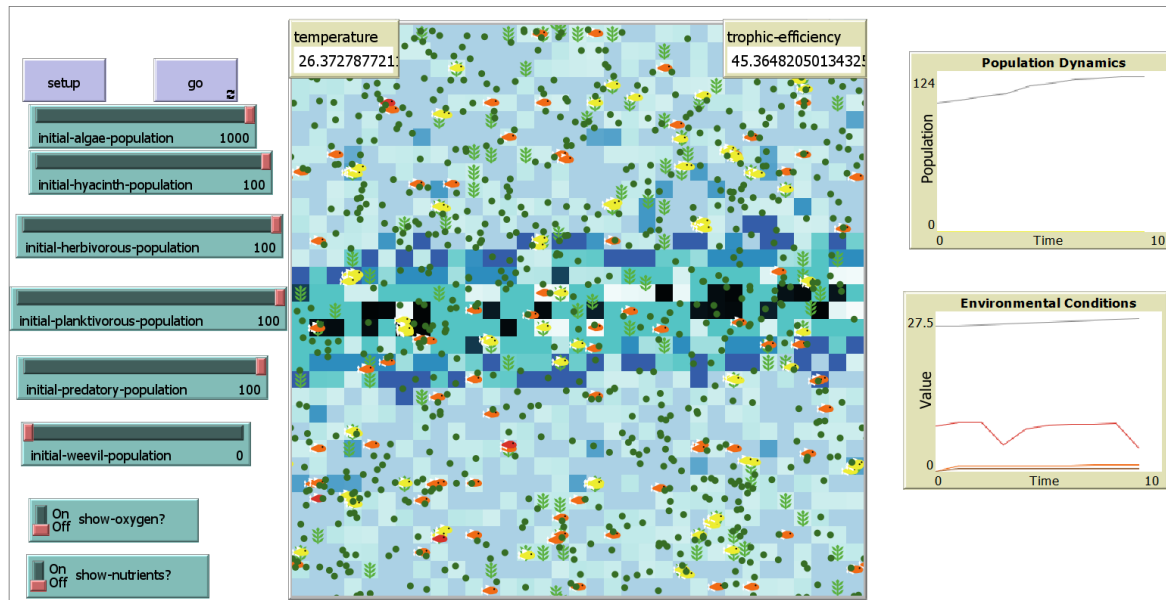 setup
go
initial-algae-population 1000
initial-hyacinth-population 100
initial-herbivorous-population 100
initial-planktivorous-population 100
initial-predatory-population 100
initial-weevil-population 0
On
Off
show-oxygen?
On
Off
show-nutrients?
temperature
trophic-efficiency
45.36482050134325
Population Dynamics
124
Population
0
0 Time 10
Environmental Conditions
27.5
Value
0
0 Time 10